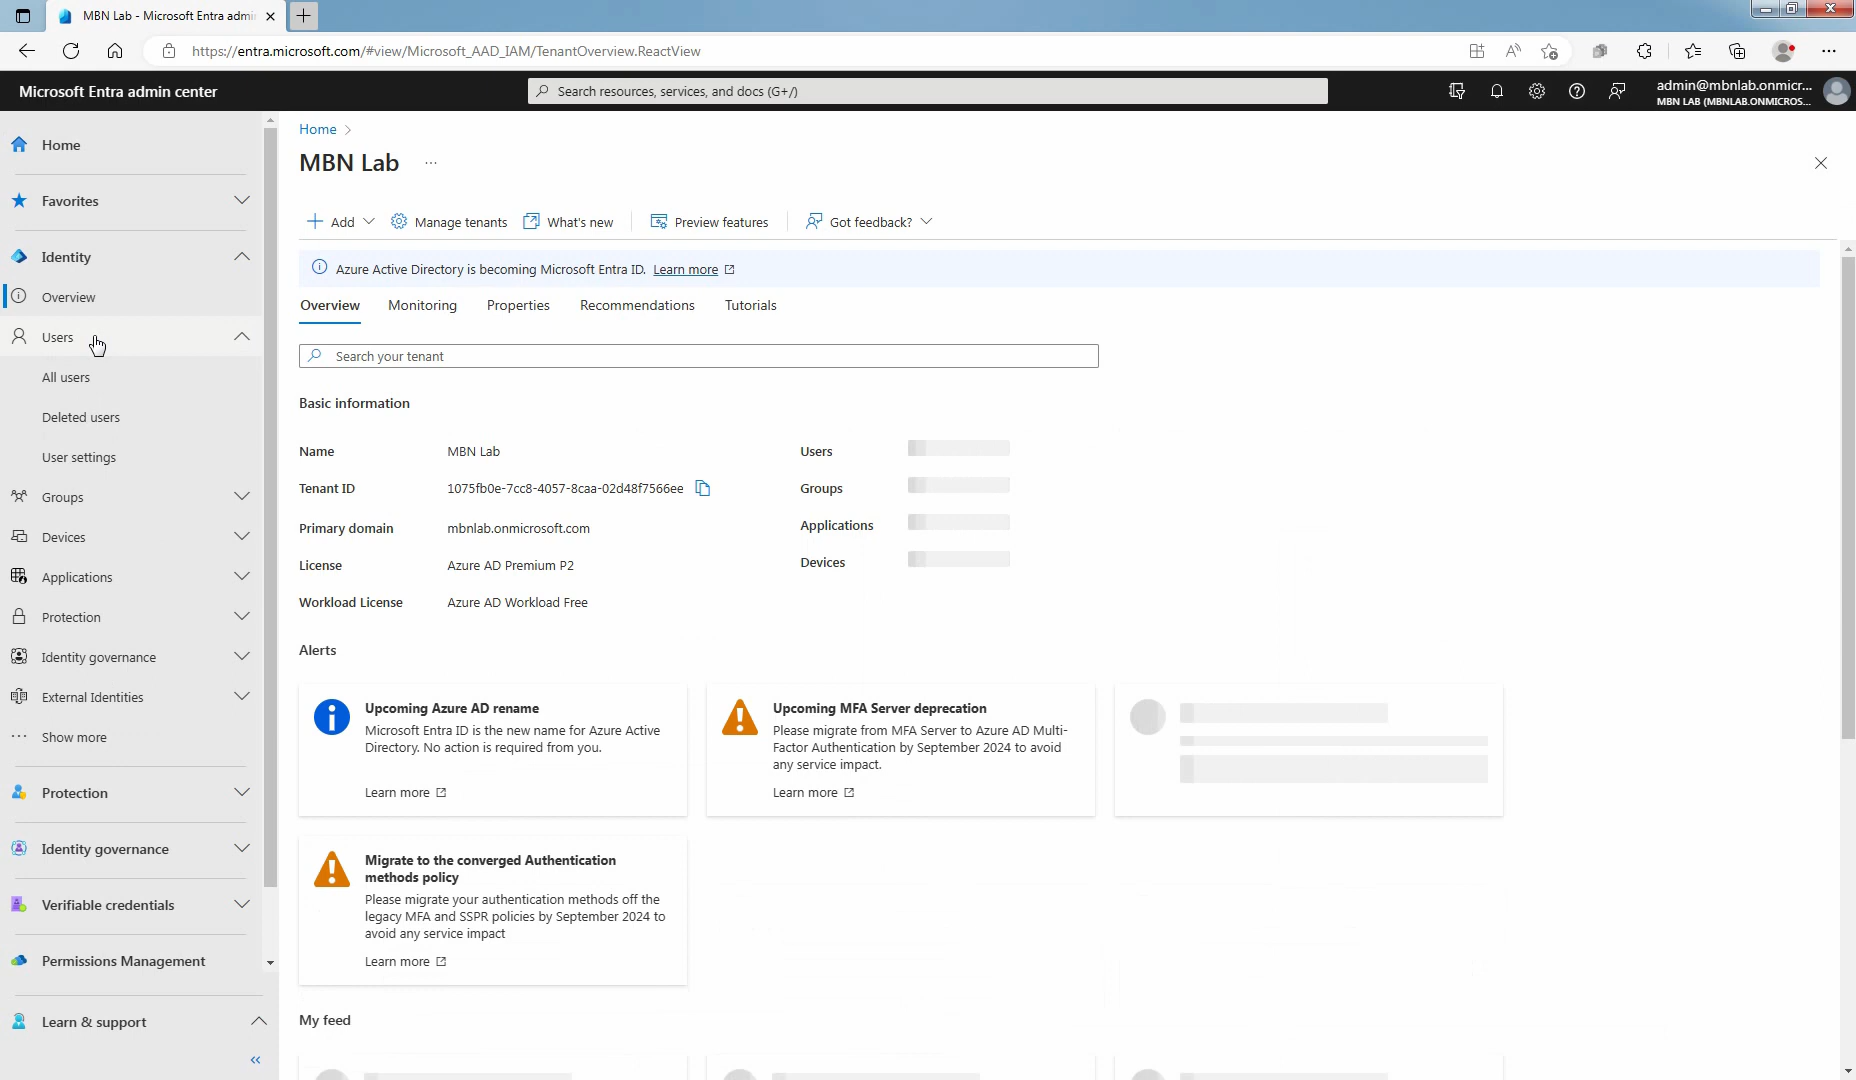 MBN Lab - Microsoft Entra admin
https://entra.microsoft.com/#view/Microsoft_AAD_IAM/TenantOverview.ReactView
Microsoft Entra admin center
Search resources, services, and docs (G+/)
admin@mbnlab.onmicr...
MBN LAB (MBNLAB.ONMICROS...
Home
Favorites
Identity
Overview
Users
All users
Deleted users
User settings
Groups
Devices
Applications
Protection
Identity governance
External Identities
Show more
Protection
Identity governance
Verifiable credentials
Permissions Management
Learn & support
Home
MBN Lab
Add
Manage tenants
What's new
Preview features
Got feedback?
Azure Active Directory is becoming Microsoft Entra ID. Learn more
Overview
Monitoring
Properties
Recommendations
Tutorials
Search your tenant
Basic information
Name MBN Lab
Tenant ID 1075fb0e-7cc8-4057-8caa-02d48f7566ee
Primary domain mbnlab.onmicrosoft.com
License Azure AD Premium P2
Workload License Azure AD Workload Free
Users
Groups
Applications
Devices
Alerts
Upcoming Azure AD rename
Microsoft Entra ID is the new name for Azure Active
Directory. No action is required from you.
Learn more
Upcoming MFA Server deprecation
Please migrate from MFA Server to Azure AD Multi-
Factor Authentication by September 2024 to avoid
any service impact.
Learn more
Migrate to the converged Authentication
methods policy
Please migrate your authentication methods off the
legacy MFA and SSPR policies by September 2024 to
avoid any service impact
Learn more
My feed